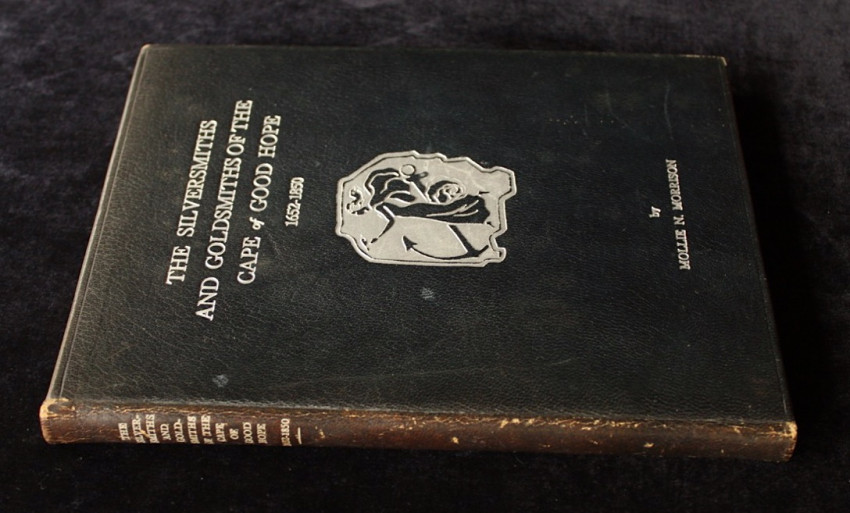 THE SILVERSMITHS
AND GOLDSMITHS OF THE
CAPE of GOOD HOPE
1652-1850
by
MOLLIE N. MORRISON
THE
SILVER-
SMITHS
AND
GOLD-
SMITHS
OF THE
CAPE
OF
GOOD
HOPE
1652-1850